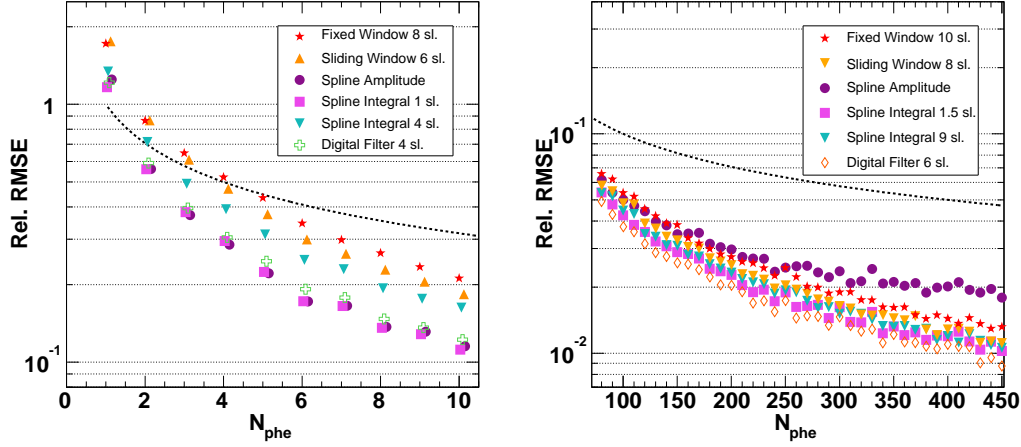 Fixed Window 8 sl.
Sliding Window 6 sl.
Spline Amplitude
Spline Integral 1 sl.
Spline Integral 4 sl.
Digital Filter 4 sl.
Rel. RMSE
1
10^-1
0 2 4 6 8 10
N_phe
Fixed Window 10 sl.
Sliding Window 8 sl.
Spline Amplitude
Spline Integral 1.5 sl.
Spline Integral 9 sl.
Digital Filter 6 sl.
Rel. RMSE
10^-1
10^-2
100 150 200 250 300 350 400 450
N_phe